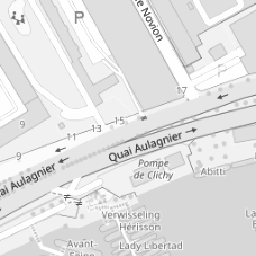 P
Navion
17
15
13
11
9
9
Quai Aulagnier
Quai Aulagnier
Pompe
de Clichy
Abitti
Verwisseling
Hérisson
Avant-
Lady Libertad